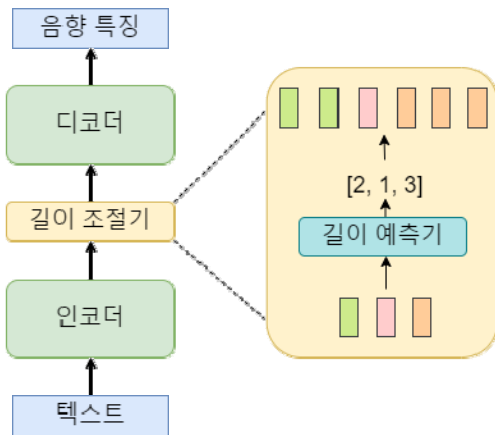 음향 특징
디코더
길이 조절기
인코더
텍스트
[2, 1, 3]
길이 예측기